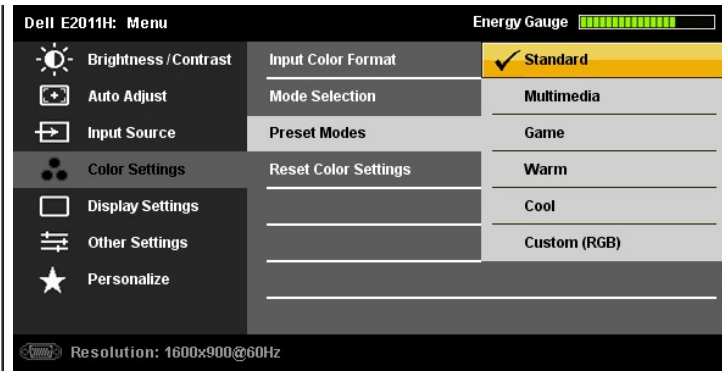 Dell E2011H: Menu Energy Gauge
Brightness / Contrast Input Color Format Standard
Auto Adjust Mode Selection Multimedia
Input Source Preset Modes Game
Color Settings Reset Color Settings Warm
Display Settings Cool
Other Settings Custom (RGB)
Personalize
Resolution: 1600x900@60Hz